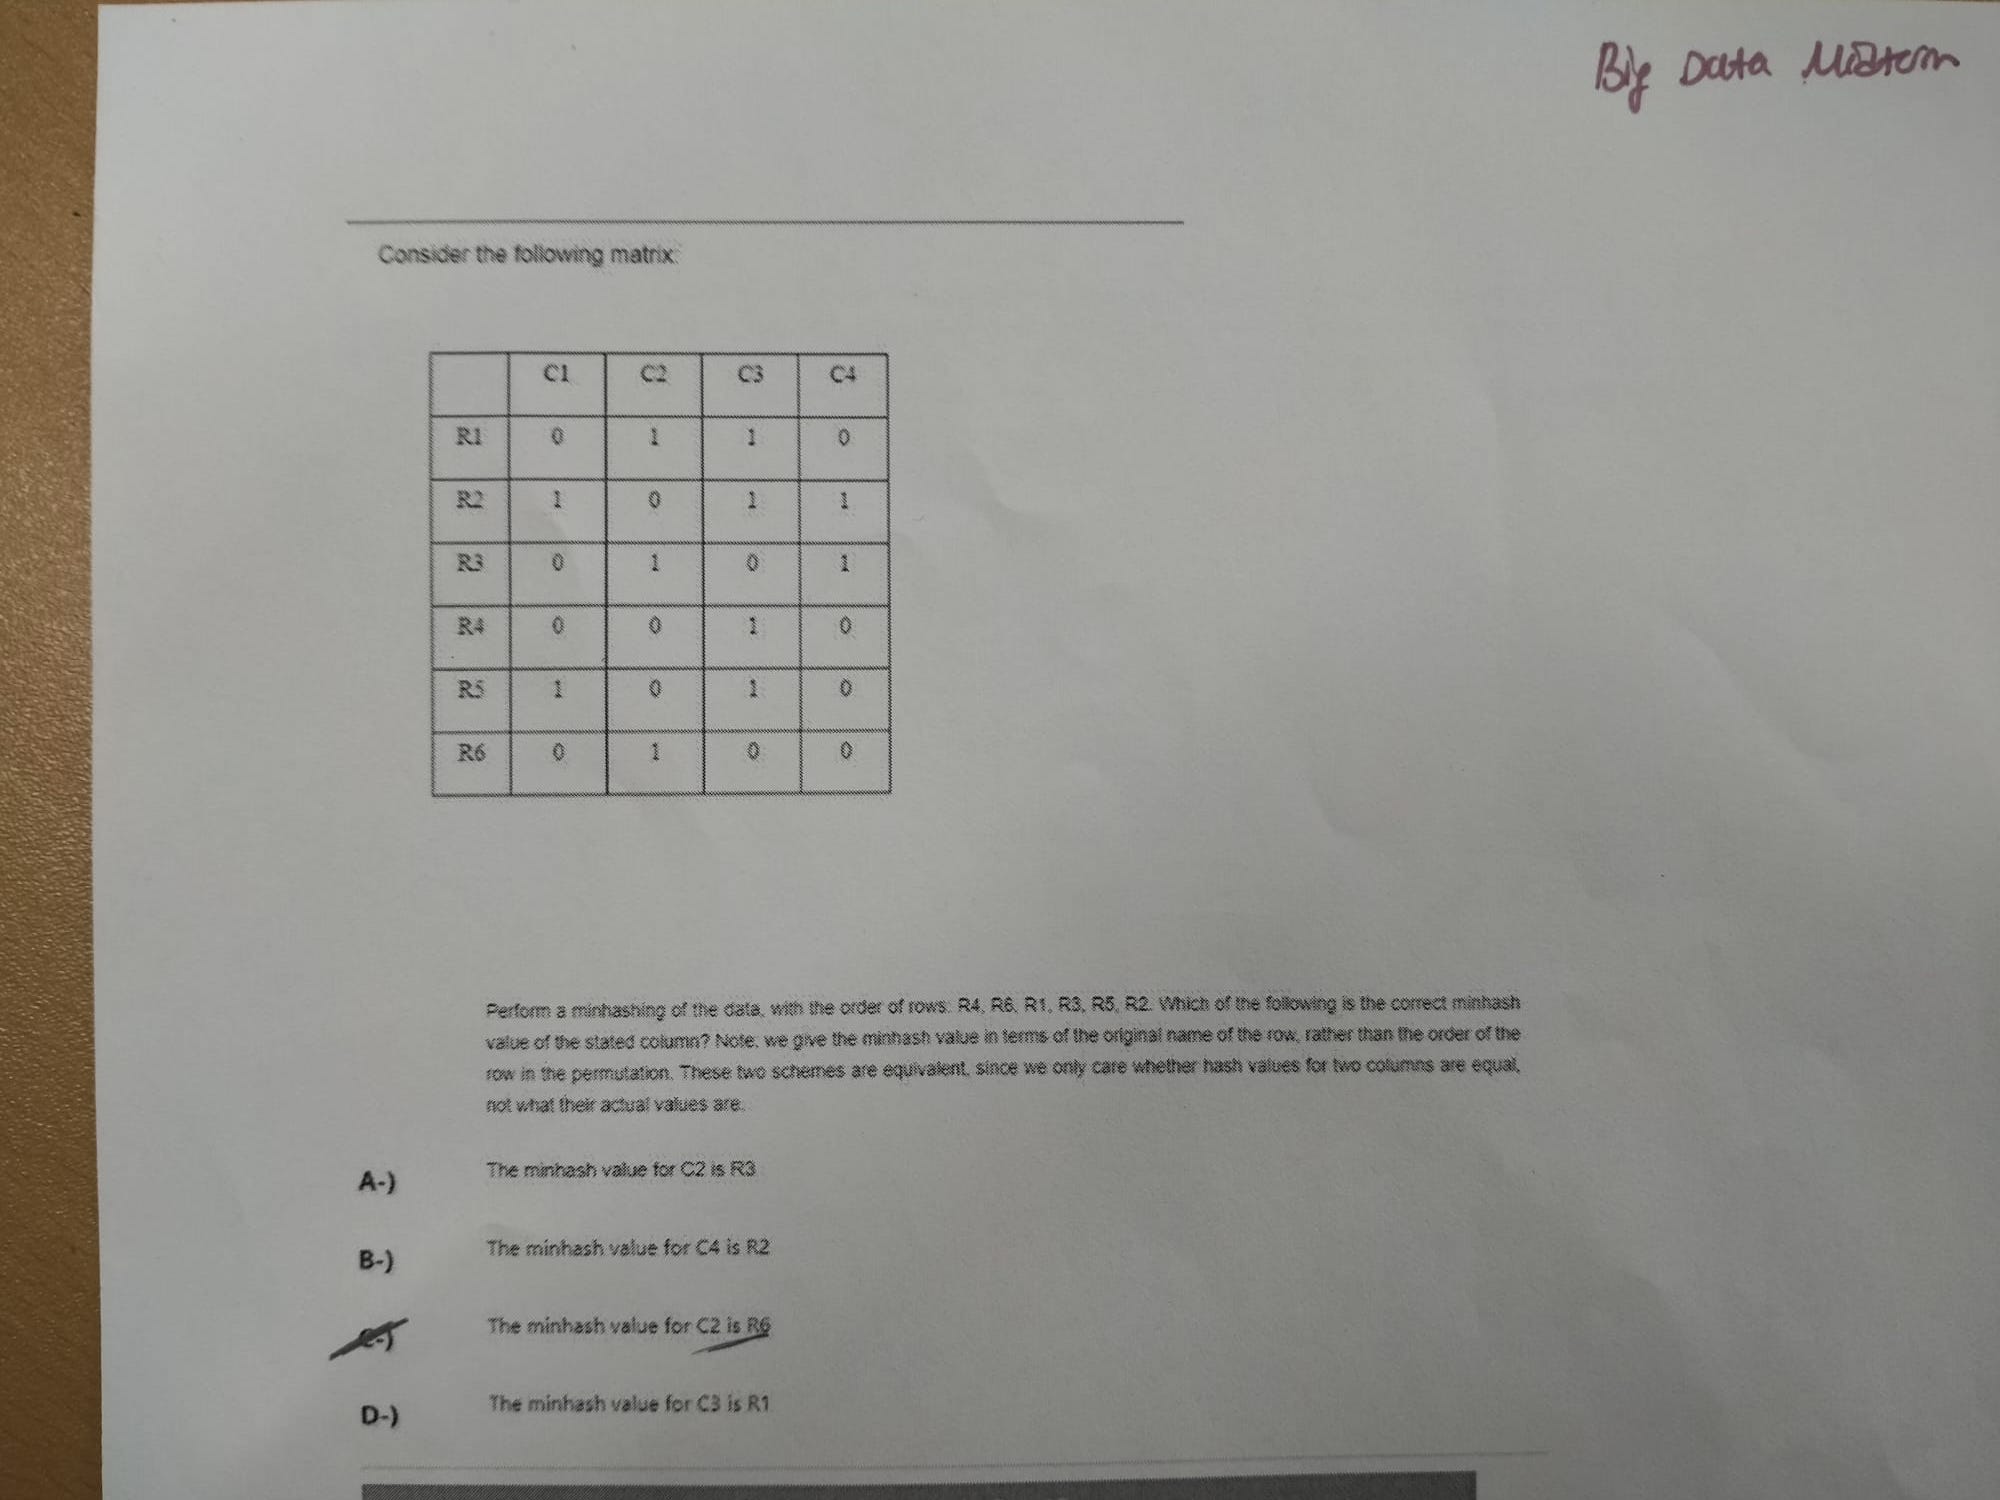 Big Data Midterm
Consider the following matrix:
C1 C2 C3 C4
R1 0 1 1 0
R2 1 0 1 1
R3 0 1 0 1
R4 0 0 1 0
R5 1 0 1 0
R6 0 1 0 0
Perform a minhashing of the data, with the order of rows: R4, R6, R1, R3, R5, R2. Which of the following is the correct minhash
value of the stated column? Note: we give the minhash value in terms of the original name of the row, rather than the order of the
row in the permutation. These two schemes are equivalent, since we only care whether hash values for two columns are equal,
not what their actual values are.
A-) The minhash value for C2 is R3
B-) The minhash value for C4 is R2
C-) The minhash value for C2 is R6
D-) The minhash value for C3 is R1